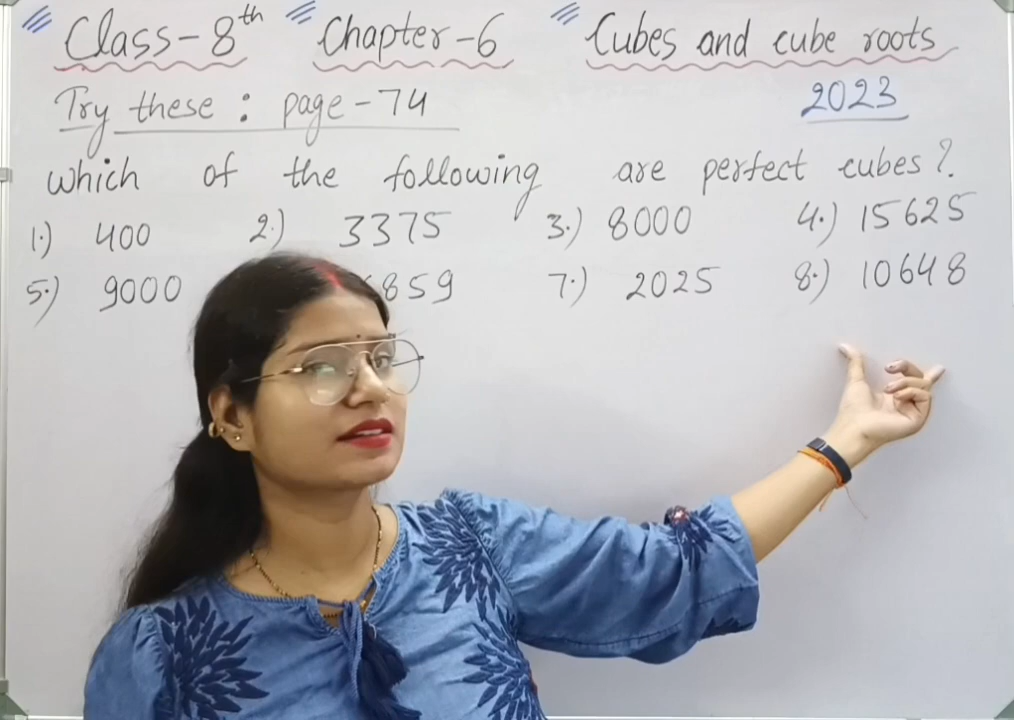 Class-8th Chapter-6 Cubes and cube roots
Try these : page-74 2023
which of the following are perfect cubes?
1.) 400 2.) 3375 3.) 8000 4.) 15625
5.) 9000 859 7.) 2025 8.) 10648